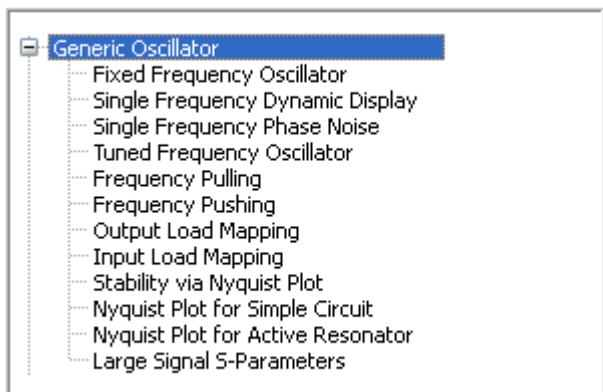 Generic Oscillator
Fixed Frequency Oscillator
Single Frequency Dynamic Display
Single Frequency Phase Noise
Tuned Frequency Oscillator
Frequency Pulling
Frequency Pushing
Output Load Mapping
Input Load Mapping
Stability via Nyquist Plot
Nyquist Plot for Simple Circuit
Nyquist Plot for Active Resonator
Large Signal S-Parameters